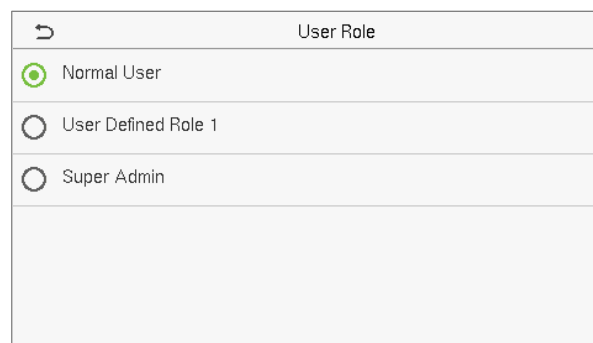 User Role
Normal User
User Defined Role 1
Super Admin